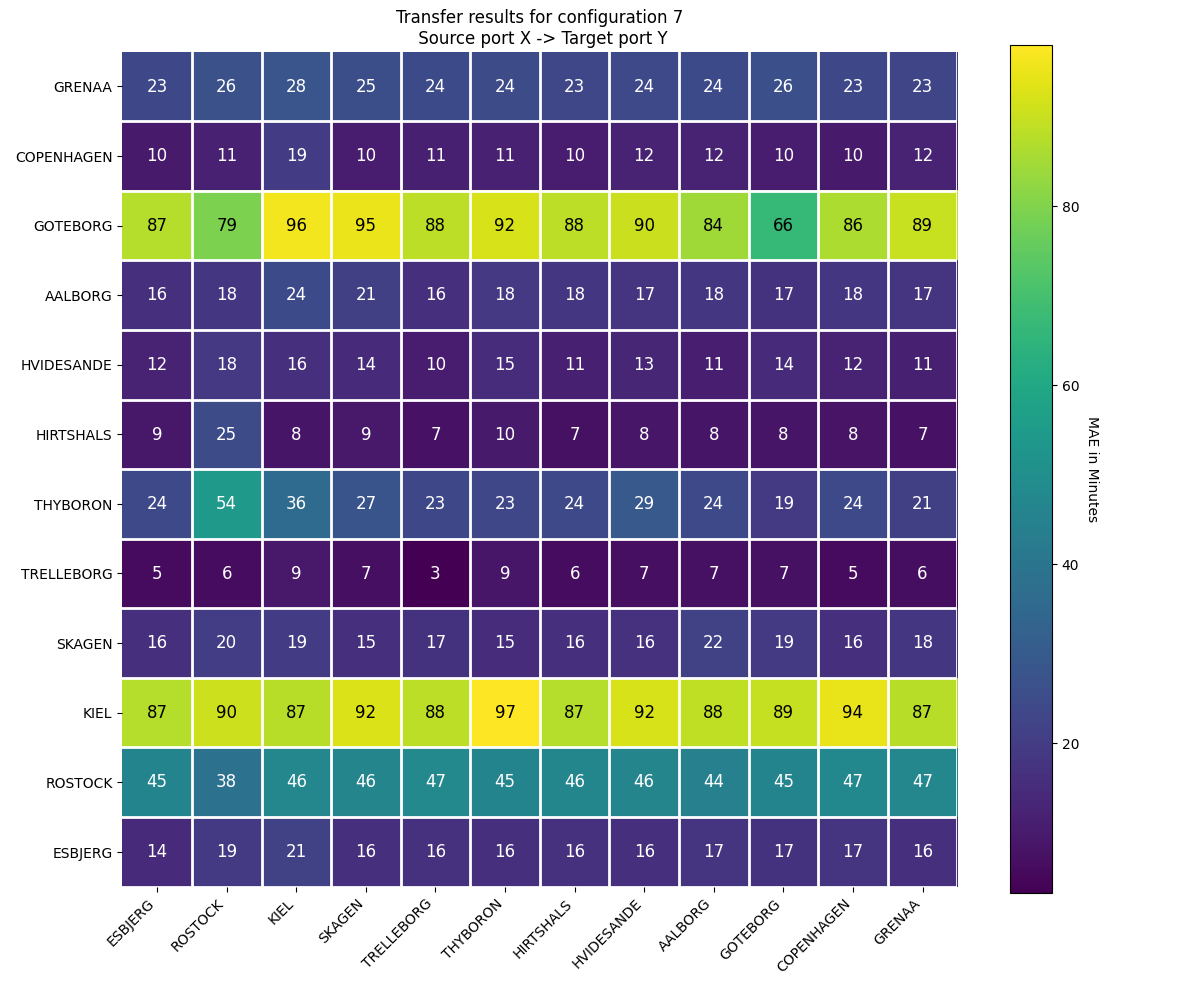 Transfer results for configuration 7
Source port X -> Target port Y
GRENAA 23 26 28 25 24 24 23 24 24 26 23 23
COPENHAGEN 10 11 19 10 11 11 10 12 12 10 10 12
GOTEBORG 87 79 96 95 88 92 88 90 84 66 86 89
AALBORG 16 18 24 21 16 18 18 17 18 17 18 17
HVIDESANDE 12 18 16 14 10 15 11 13 11 14 12 11
HIRTSHALS 9 25 8 9 7 10 7 8 8 8 8 7
THYBORON 24 54 36 27 23 23 24 29 24 19 24 21
TRELLEBORG 5 6 9 7 3 9 6 7 7 7 5 6
SKAGEN 16 20 19 15 17 15 16 16 22 19 16 18
KIEL 87 90 87 92 88 97 87 92 88 89 94 87
ROSTOCK 45 38 46 46 47 45 46 46 44 45 47 47
ESBJERG 14 19 21 16 16 16 16 16 17 17 17 16
ESBJERG ROSTOCK KIEL SKAGEN TRELLEBORG THYBORON HIRTSHALS HVIDESANDE AALBORG GOTEBORG COPENHAGEN GRENAA
80
60
40
20
MAE in Minutes